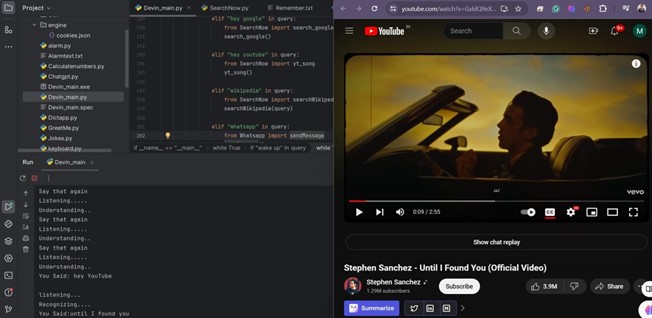 Project
Devin_main.py
SearchNow.py
Remember.txt
engine
cookies.json
alarm.py
Alarmtext.txt
Calculatenumbers.py
Chatgpt.py
Devin_main.exe
Devin_main.py
Devin_main.spec
Dictapp.py
GreetMe.py
Jokes.py
keyboard.py
elif "hey google" in query:
from SearchNow import search_google
search_google()
elif "hey youtube" in query:
from SearchNow import yt_song
yt_song()
elif "wikipedia" in query:
from SearchNow import searchWikiped
searchWikipedia(query)
elif "whatsapp" in query:
202
from Whatsapp import sendMessage
if __name__ == "__main__"
while True
if "wake up" in query
while
Run
Devin_main
Say that again
Listening.....
Understanding..
Say that again
Listening.....
Understanding..
Say that again
Listening.....
Understanding..
You Said: hey YouTube
listening...
Recognizing....
You Said:until i found you
YouTube
Search
9+
M
vevo
0:09 / 2:55
Show chat replay
Stephen Sanchez - Until I Found You (Official Video)
Stephen Sanchez
1.29M subscribers
Subscribe
3.9M
Share
Summarize